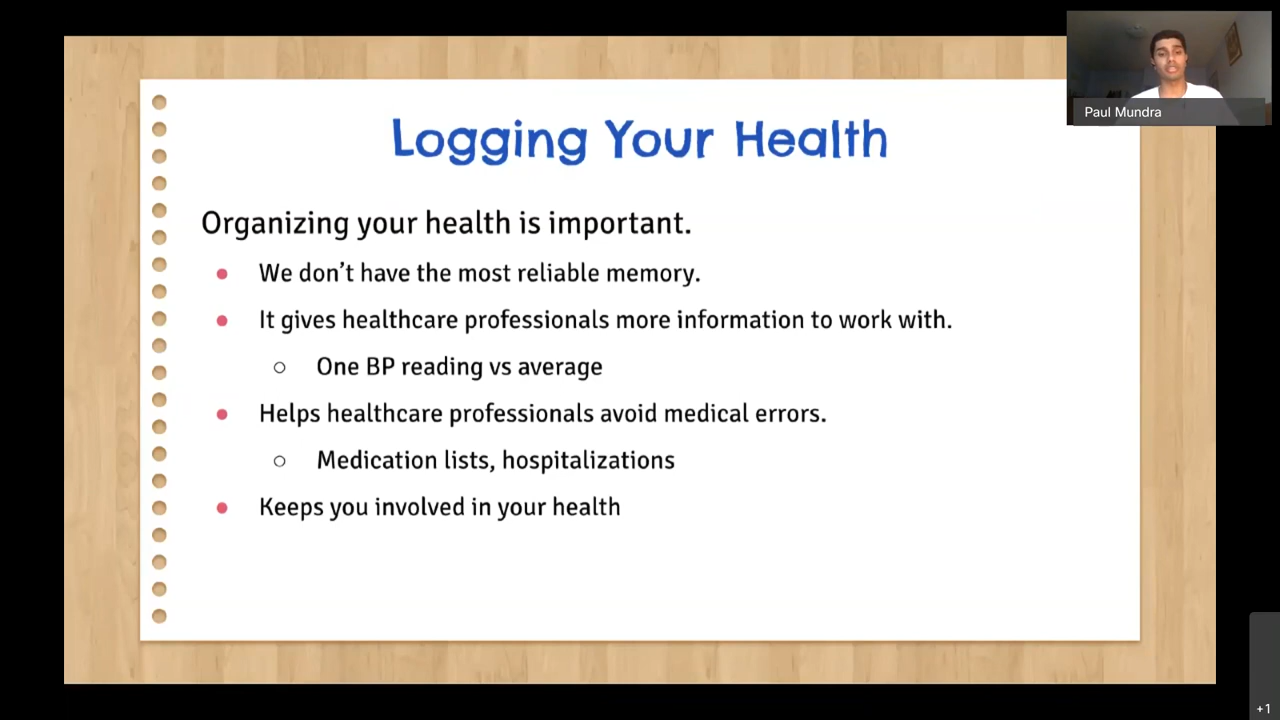 Paul Mundra
Logging Your Health
Organizing your health is important.
● We don’t have the most reliable memory.
● It gives healthcare professionals more information to work with.
○ One BP reading vs average
● Helps healthcare professionals avoid medical errors.
○ Medication lists, hospitalizations
● Keeps you involved in your health
+1